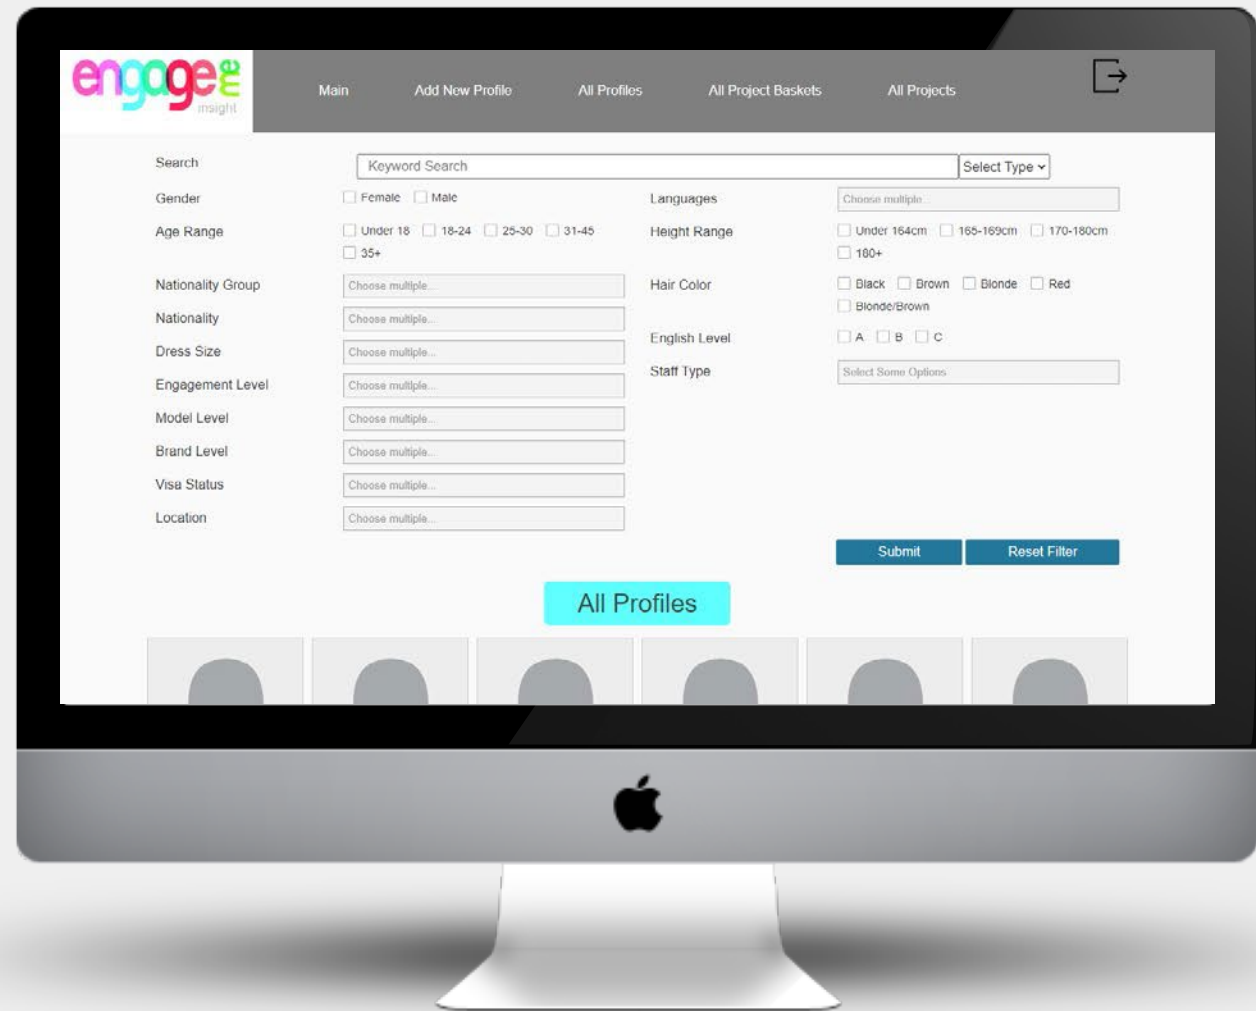 engage me
insight
Main Add New Profile All Profiles All Project Baskets All Projects
Search Keyword Search Select Type
Gender Female Male Languages Choose multiple...
Age Range Under 18 18-24 25-30 31-45 Height Range Under 164cm 165-169cm 170-180cm
35+ 180+
Nationality Group Choose multiple... Hair Color Black Brown Blonde Red
Blonde/Brown
Nationality Choose multiple...
English Level A B C
Dress Size Choose multiple...
Staff Type Select Some Options
Engagement Level Choose multiple...
Model Level Choose multiple...
Brand Level Choose multiple...
Visa Status Choose multiple...
Location Choose multiple...
Submit Reset Filter
All Profiles